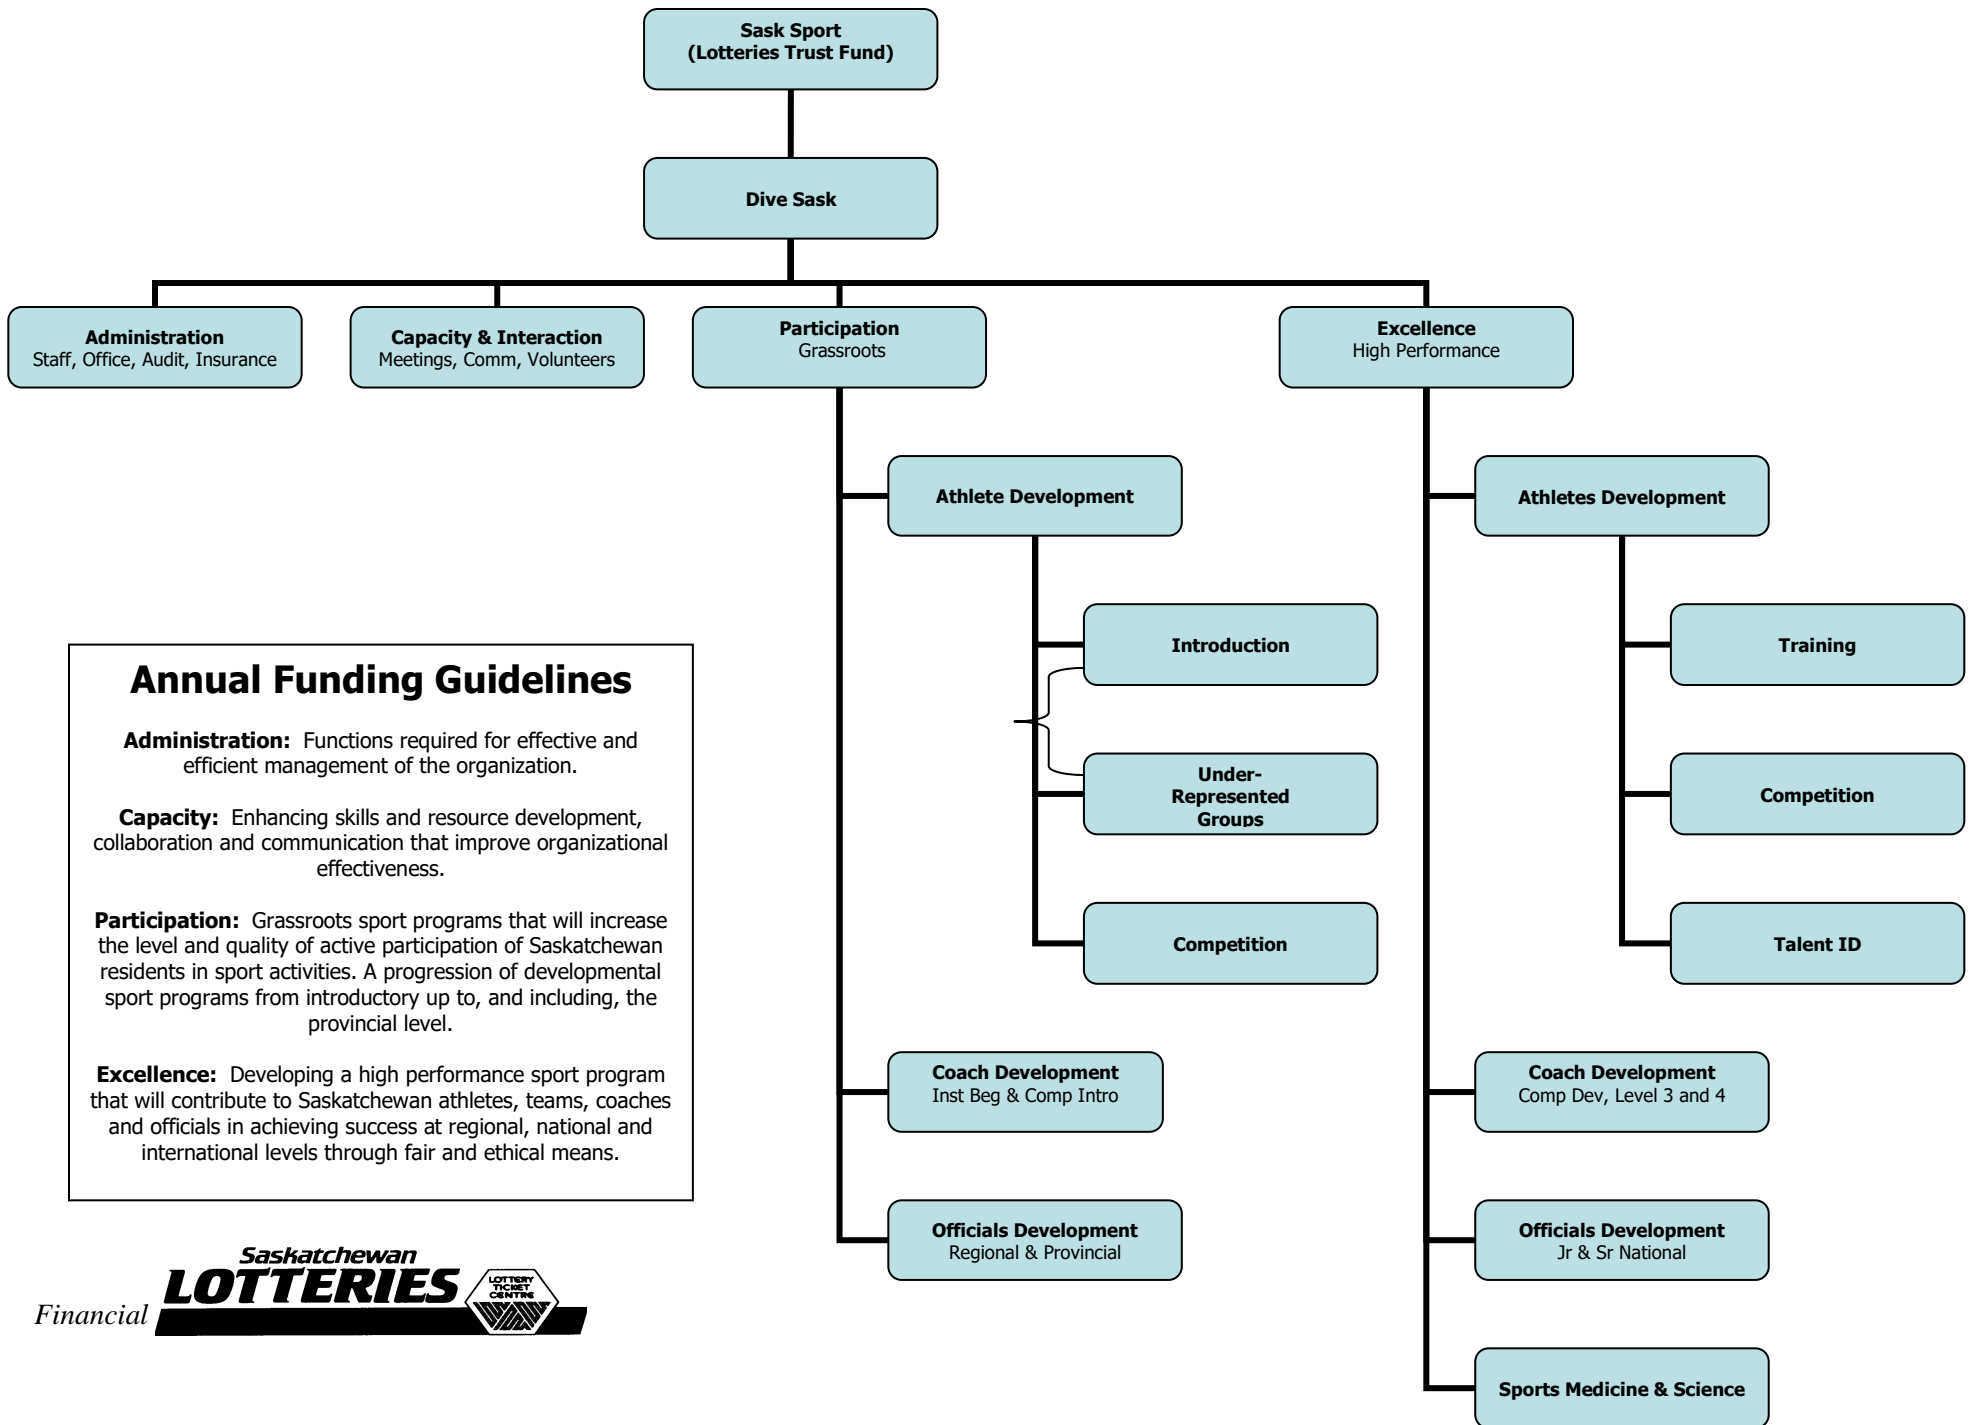 Sask Sport
(Lotteries Trust Fund)
Dive Sask
Administration
Staff, Office, Audit, Insurance
Capacity & Interaction
Meetings, Comm, Volunteers
Participation
Grassroots
Excellence
High Performance
Athlete Development
Athletes Development
Introduction
Training
Under-
Represented
Groups
Competition
Competition
Talent ID
Coach Development
Inst Beg & Comp Intro
Coach Development
Comp Dev, Level 3 and 4
Officials Development
Regional & Provincial
Officials Development
Jr & Sr National
Sports Medicine & Science
Annual Funding Guidelines
Administration: Functions required for effective and
efficient management of the organization.
Capacity: Enhancing skills and resource development,
collaboration and communication that improve organizational
effectiveness.
Participation: Grassroots sport programs that will increase
the level and quality of active participation of Saskatchewan
residents in sport activities. A progression of developmental
sport programs from introductory up to, and including, the
provincial level.
Excellence: Developing a high performance sport program
that will contribute to Saskatchewan athletes, teams, coaches
and officials in achieving success at regional, national and
international levels through fair and ethical means.
Financial
Saskatchewan
LOTTERIES
LOTTERY
TICKET
CENTRE